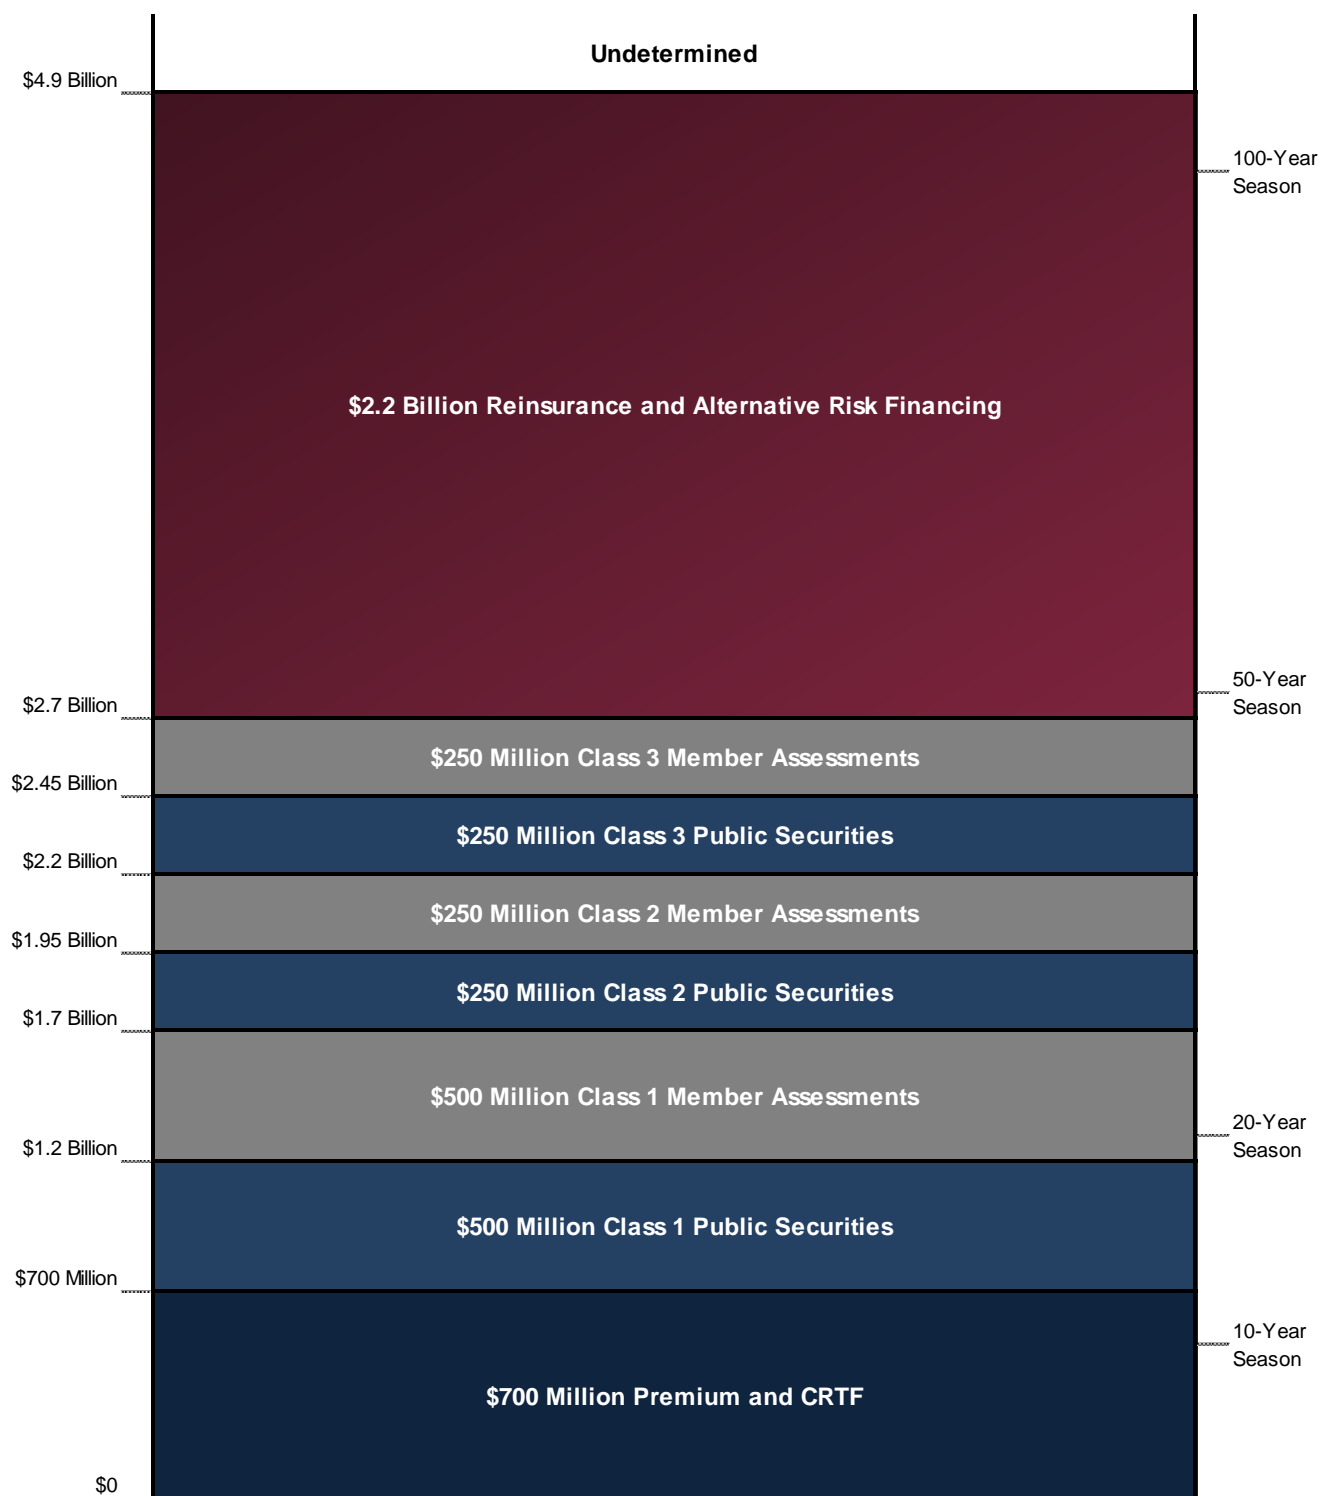 Undetermined
$4.9 Billion
100-Year
Season
$2.2 Billion Reinsurance and Alternative Risk Financing
50-Year
Season
$2.7 Billion
$250 Million Class 3 Member Assessments
$2.45 Billion
$250 Million Class 3 Public Securities
$2.2 Billion
$250 Million Class 2 Member Assessments
$1.95 Billion
$250 Million Class 2 Public Securities
$1.7 Billion
$500 Million Class 1 Member Assessments
20-Year
Season
$1.2 Billion
$500 Million Class 1 Public Securities
$700 Million
10-Year
Season
$700 Million Premium and CRTF
$0